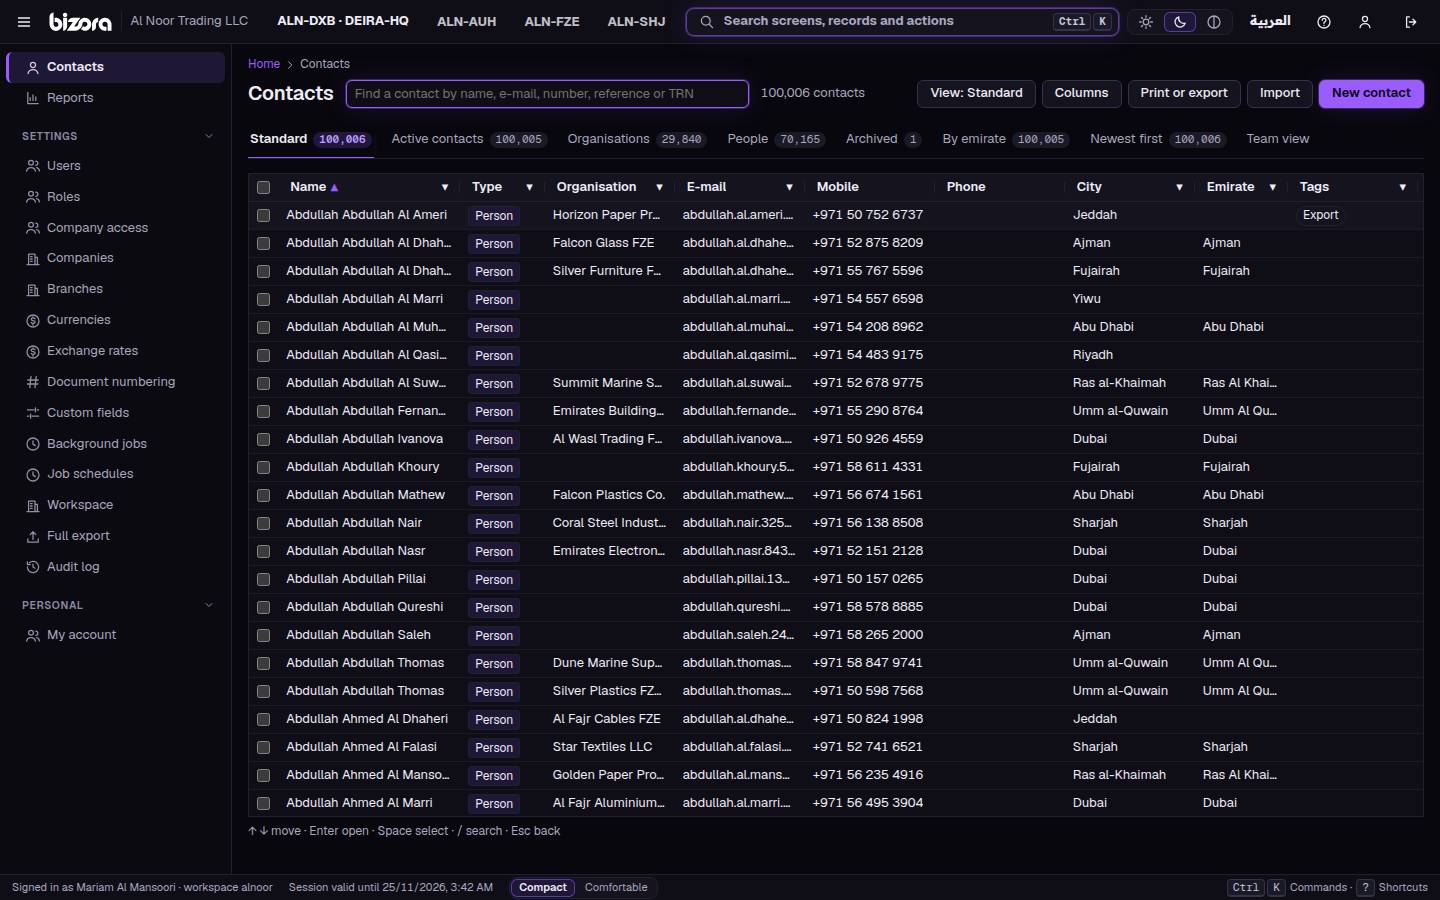 bizora Al Noor Trading LLC ALN-DXB · DEIRA-HQ ALN-AUH ALN-FZE ALN-SHJ Search screens, records and actions Ctrl K العربية
Contacts
Reports
SETTINGS
Users
Roles
Company access
Companies
Branches
Currencies
Exchange rates
Document numbering
Custom fields
Background jobs
Job schedules
Workspace
Full export
Audit log
PERSONAL
My account
Home > Contacts
Contacts Find a contact by name, e-mail, number, reference or TRN 100,006 contacts View: Standard Columns Print or export Import New contact
Standard 100,006 Active contacts 100,005 Organisations 29,840 People 70,165 Archived 1 By emirate 100,005 Newest first 100,006 Team view
Name ▲ ▼ Type ▼ Organisation ▼ E-mail ▼ Mobile Phone City ▼ Emirate ▼ Tags ▼
Abdullah Abdullah Al Ameri Person Horizon Paper Pr... abdullah.al.ameri.... +971 50 752 6737 Jeddah Export
Abdullah Abdullah Al Dhah... Person Falcon Glass FZE abdullah.al.dhahe... +971 52 875 8209 Ajman Ajman
Abdullah Abdullah Al Dhah... Person Silver Furniture F... abdullah.al.dhahe... +971 55 767 5596 Fujairah Fujairah
Abdullah Abdullah Al Marri Person abdullah.al.marri.... +971 54 557 6598 Yiwu
Abdullah Abdullah Al Muh... Person abdullah.al.muhai... +971 54 208 8962 Abu Dhabi Abu Dhabi
Abdullah Abdullah Al Qasi... Person abdullah.al.qasimi... +971 54 483 9175 Riyadh
Abdullah Abdullah Al Suw... Person Summit Marine S... abdullah.al.suwai... +971 52 678 9775 Ras al-Khaimah Ras Al Khai...
Abdullah Abdullah Fernan... Person Emirates Building... abdullah.fernande... +971 55 290 8764 Umm al-Quwain Umm Al Qu...
Abdullah Abdullah Ivanova Person Al Wasl Trading F... abdullah.ivanova.... +971 50 926 4559 Dubai Dubai
Abdullah Abdullah Khoury Person abdullah.khoury.5... +971 58 611 4331 Fujairah Fujairah
Abdullah Abdullah Mathew Person Falcon Plastics Co. abdullah.mathew.... +971 56 674 1561 Abu Dhabi Abu Dhabi
Abdullah Abdullah Nair Person Coral Steel Indust... abdullah.nair.325... +971 56 138 8508 Sharjah Sharjah
Abdullah Abdullah Nasr Person Emirates Electron... abdullah.nasr.843... +971 52 151 2128 Dubai Dubai
Abdullah Abdullah Pillai Person abdullah.pillai.13... +971 50 157 0265 Dubai Dubai
Abdullah Abdullah Qureshi Person abdullah.qureshi.... +971 58 578 8885 Dubai Dubai
Abdullah Abdullah Saleh Person abdullah.saleh.24... +971 58 265 2000 Ajman Ajman
Abdullah Abdullah Thomas Person Dune Marine Sup... abdullah.thomas.... +971 58 847 9741 Umm al-Quwain Umm Al Qu...
Abdullah Abdullah Thomas Person Silver Plastics FZ... abdullah.thomas.... +971 50 598 7568 Umm al-Quwain Umm Al Qu...
Abdullah Ahmed Al Dhaheri Person Al Fajr Cables FZE abdullah.al.dhahe... +971 50 824 1998 Jeddah
Abdullah Ahmed Al Falasi Person Star Textiles LLC abdullah.al.falasi.... +971 52 741 6521 Sharjah Sharjah
Abdullah Ahmed Al Manso... Person Golden Paper Pro... abdullah.al.mans... +971 56 235 4916 Ras al-Khaimah Ras Al Khai...
Abdullah Ahmed Al Marri Person Al Fajr Aluminium... abdullah.al.marri.... +971 56 495 3904 Dubai Dubai
↑↓ move · Enter open · Space select · / search · Esc back
Signed in as Mariam Al Mansoori · workspace alnoor Session valid until 25/11/2026, 3:42 AM Compact Comfortable Ctrl K Commands · ? Shortcuts